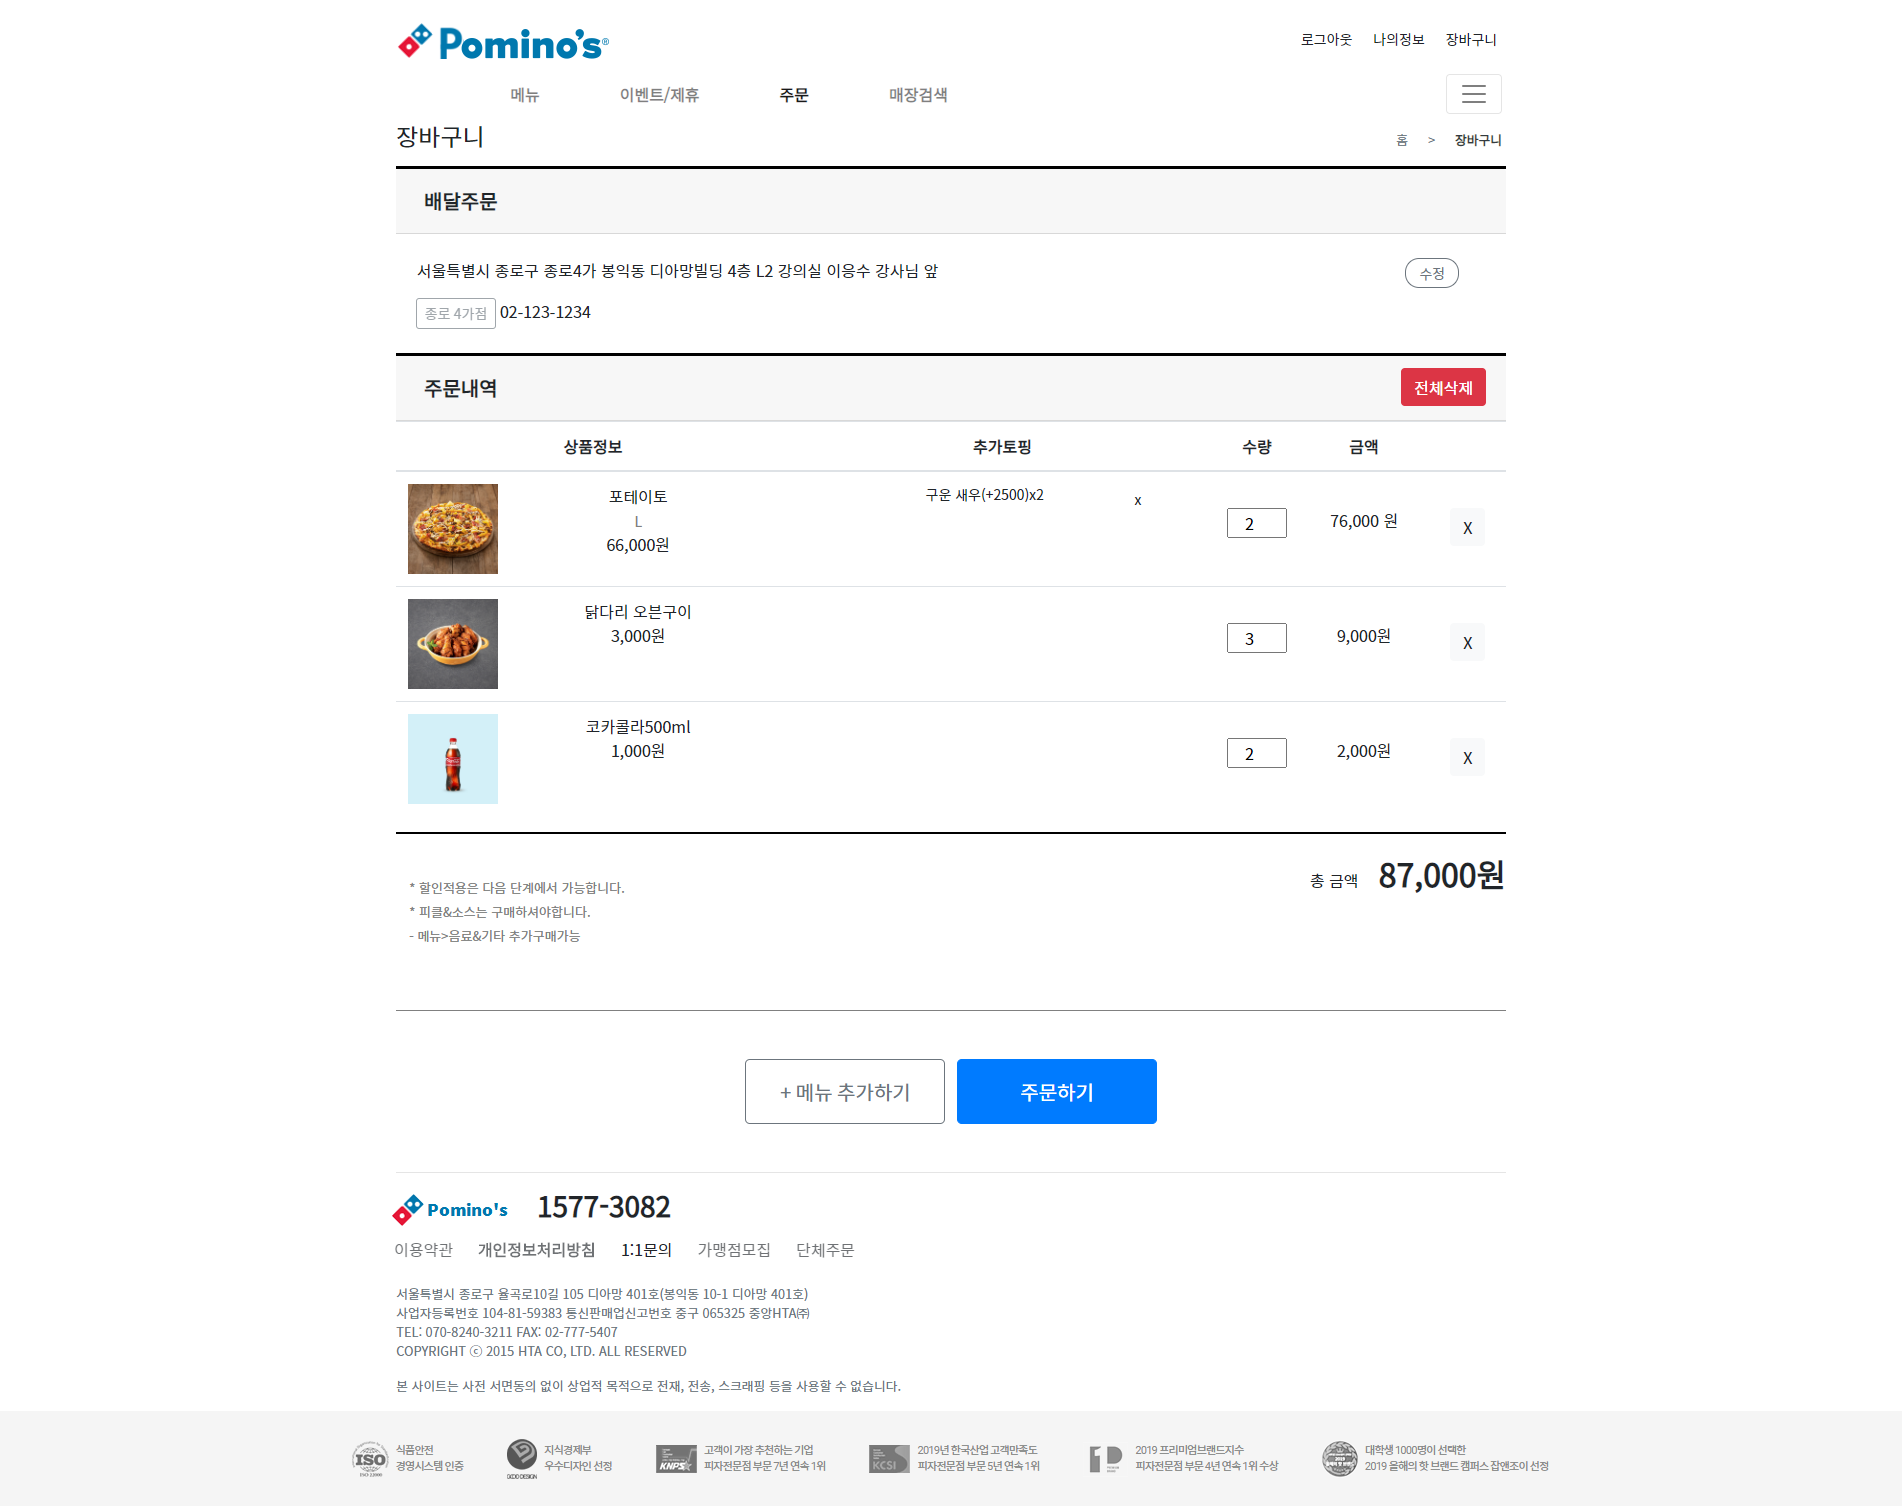 Pomino's®
로그아웃 나의정보 장바구니
메뉴 이벤트/제휴 주문 매장검색
장바구니
홈 > 장바구니
배달주문
서울특별시 종로구 종로4가 봉익동 디아망빌딩 4층 L2 강의실 이응수 강사님 앞
수정
종로 4가점 02-123-1234
주문내역
전체삭제
상품정보 추가토핑 수량 금액
포테이토
L
66,000원
구운 새우(+2500)x2 x
2 76,000 원 X
닭다리 오븐구이
3,000원
3 9,000원 X
코카콜라500ml
1,000원
2 2,000원 X
총 금액 87,000원
* 할인적용은 다음 단계에서 가능합니다.
* 피클&소스는 구매하셔야합니다.
- 메뉴>음료&기타 추가구매가능
+ 메뉴 추가하기 주문하기
Pomino's 1577-3082
이용약관 개인정보처리방침 1:1문의 가맹점모집 단체주문
서울특별시 종로구 율곡로10길 105 디아망 401호(봉익동 10-1 디아망 401호)
사업자등록번호 104-81-59383 통신판매업신고번호 중구 065325 중앙HTA㈜
TEL: 070-8240-3211 FAX: 02-777-5407
COPYRIGHT ⓒ 2015 HTA CO, LTD. ALL RESERVED
본 사이트는 사전 서면동의 없이 상업적 목적으로 전재, 전송, 스크래핑 등을 사용할 수 없습니다.
ISO
식품안전
경영시스템 인증
GOOD DESIGN
지식경제부
우수디자인 선정
KNPS
고객이 가장 추천하는 기업
피자전문점 부문 7년 연속 1위
KCSI
2019년 한국산업 고객만족도
피자전문점 부문 5년 연속 1위
2019 프리미엄브랜드지수
피자전문점 부문 4년 연속 1위 수상
대학생 1000명이 선택한
2019 올해의 핫 브랜드 캠퍼스 잡앤조이 선정